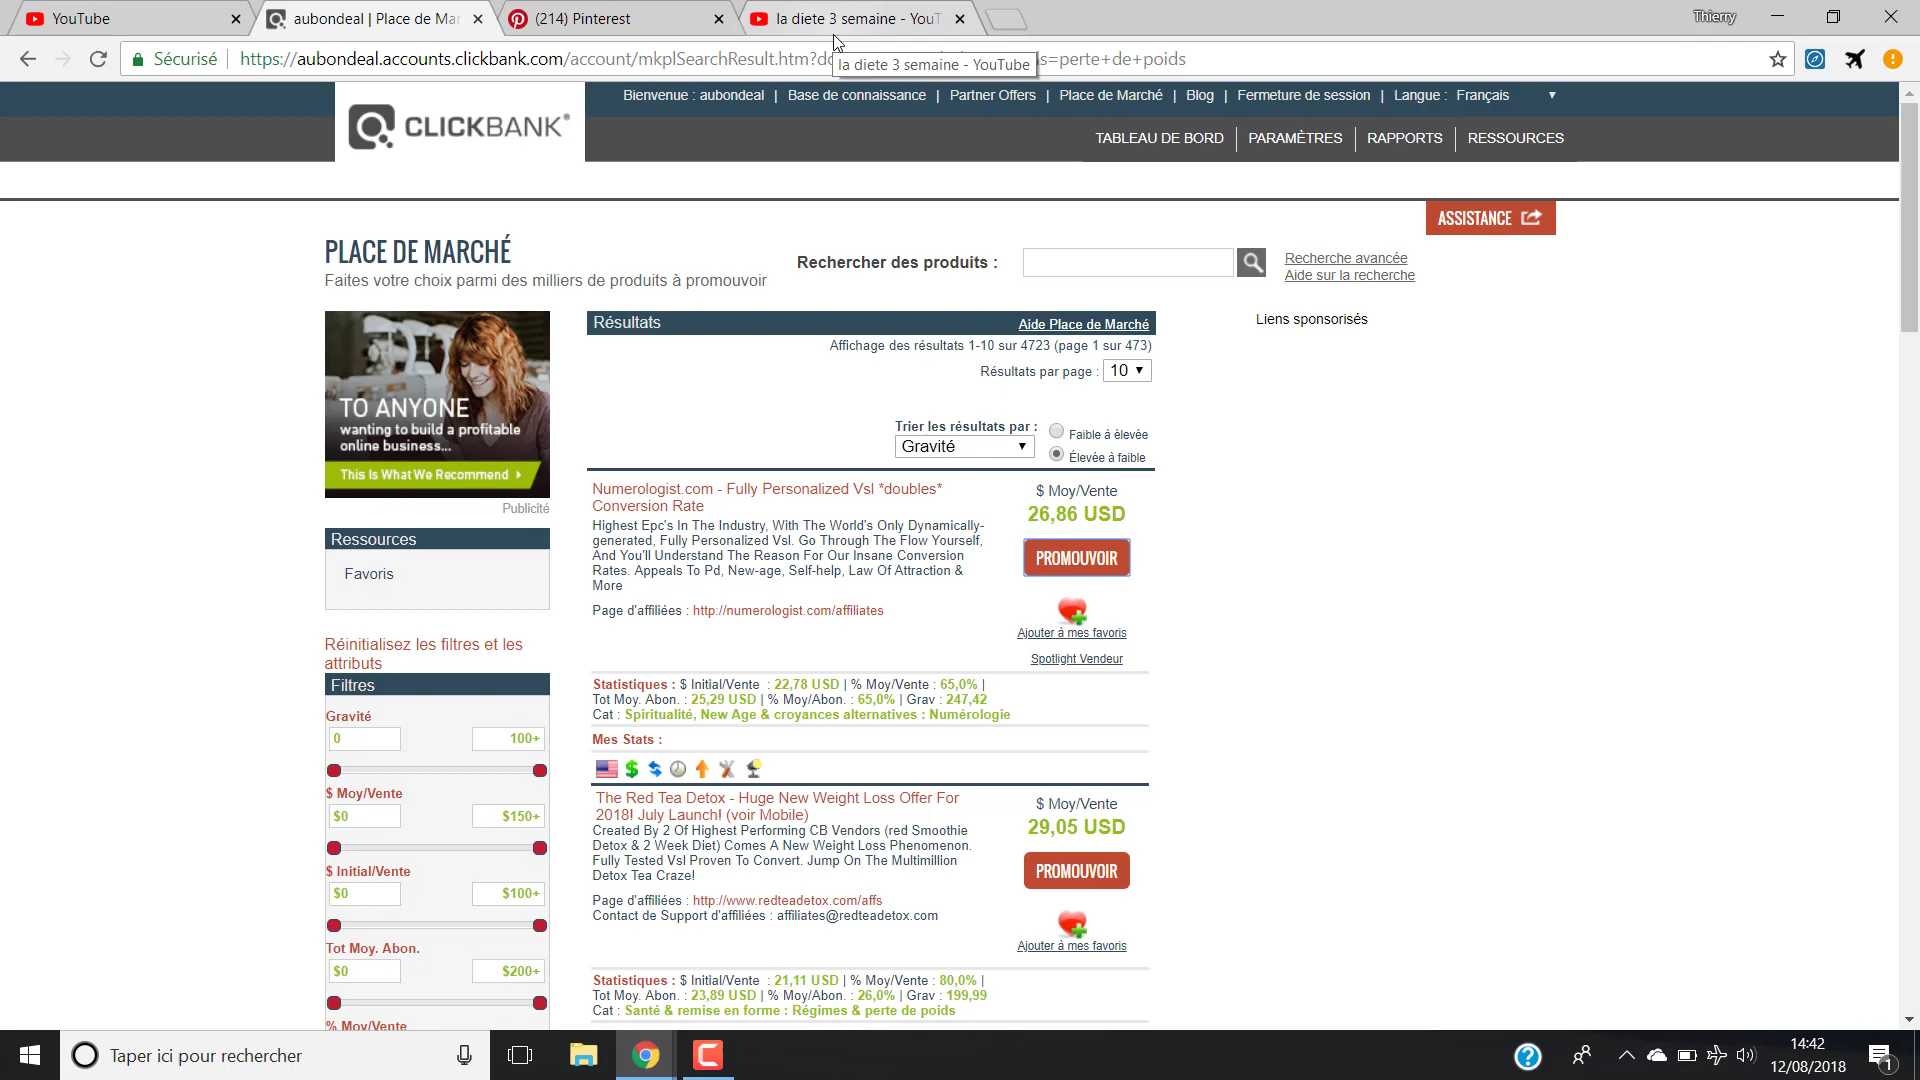 YouTube
aubondeal | Place de Mar
(214) Pinterest
la diete 3 semaine - YouT
Thierry
Sécurisé
https://aubondeal.accounts.clickbank.com/account/mkplSearchResult.htm?dc
s=perte+de+poids
la diete 3 semaine - YouTube
Bienvenue : aubondeal | Base de connaissance | Partner Offers | Place de Marché | Blog | Fermeture de session | Langue : Français
CLICKBANK®
TABLEAU DE BORD | PARAMÈTRES | RAPPORTS | RESSOURCES
ASSISTANCE
PLACE DE MARCHÉ
Faites votre choix parmi des milliers de produits à promouvoir
Rechercher des produits :
Recherche avancée
Aide sur la recherche
TO ANYONE
wanting to build a profitable
online business...
This Is What We Recommend
Publicité
Ressources
Favoris
Réinitialisez les filtres et les
attributs
Filtres
Gravité
0 100+
$ Moy/Vente
$0 $150+
$ Initial/Vente
$0 $100+
Tot Moy. Abon.
$0 $200+
% Moy/Vente
Résultats
Aide Place de Marché
Affichage des résultats 1-10 sur 4723 (page 1 sur 473)
Résultats par page : 10
Trier les résultats par :
Gravité
Faible à élevée
Élevée à faible
Numerologist.com - Fully Personalized Vsl *doubles*
Conversion Rate
Highest Epc's In The Industry, With The World's Only Dynamically-
generated, Fully Personalized Vsl. Go Through The Flow Yourself,
And You'll Understand The Reason For Our Insane Conversion
Rates. Appeals To Pd, New-age, Self-help, Law Of Attraction &
More
Page d'affiliées : http://numerologist.com/affiliates
$ Moy/Vente
26,86 USD
PROMOUVOIR
Ajouter à mes favoris
Spotlight Vendeur
Statistiques : $ Initial/Vente : 22,78 USD | % Moy/Vente : 65,0% |
Tot Moy. Abon. : 25,29 USD | % Moy/Abon. : 65,0% | Grav : 247,42
Cat : Spiritualité, New Age & croyances alternatives : Numérologie
Mes Stats :
The Red Tea Detox - Huge New Weight Loss Offer For
2018! July Launch! (voir Mobile)
Created By 2 Of Highest Performing CB Vendors (red Smoothie
Detox & 2 Week Diet) Comes A New Weight Loss Phenomenon.
Fully Tested Vsl Proven To Convert. Jump On The Multimillion
Detox Tea Craze!
Page d'affiliées : http://www.redteadetox.com/affs
Contact de Support d'affiliées : affiliates@redteadetox.com
$ Moy/Vente
29,05 USD
PROMOUVOIR
Ajouter à mes favoris
Statistiques : $ Initial/Vente : 21,11 USD | % Moy/Vente : 80,0% |
Tot Moy. Abon. : 23,89 USD | % Moy/Abon. : 26,0% | Grav : 199,99
Cat : Santé & remise en forme : Régimes & perte de poids
Liens sponsorisés
Taper ici pour rechercher
14:42
12/08/2018
1